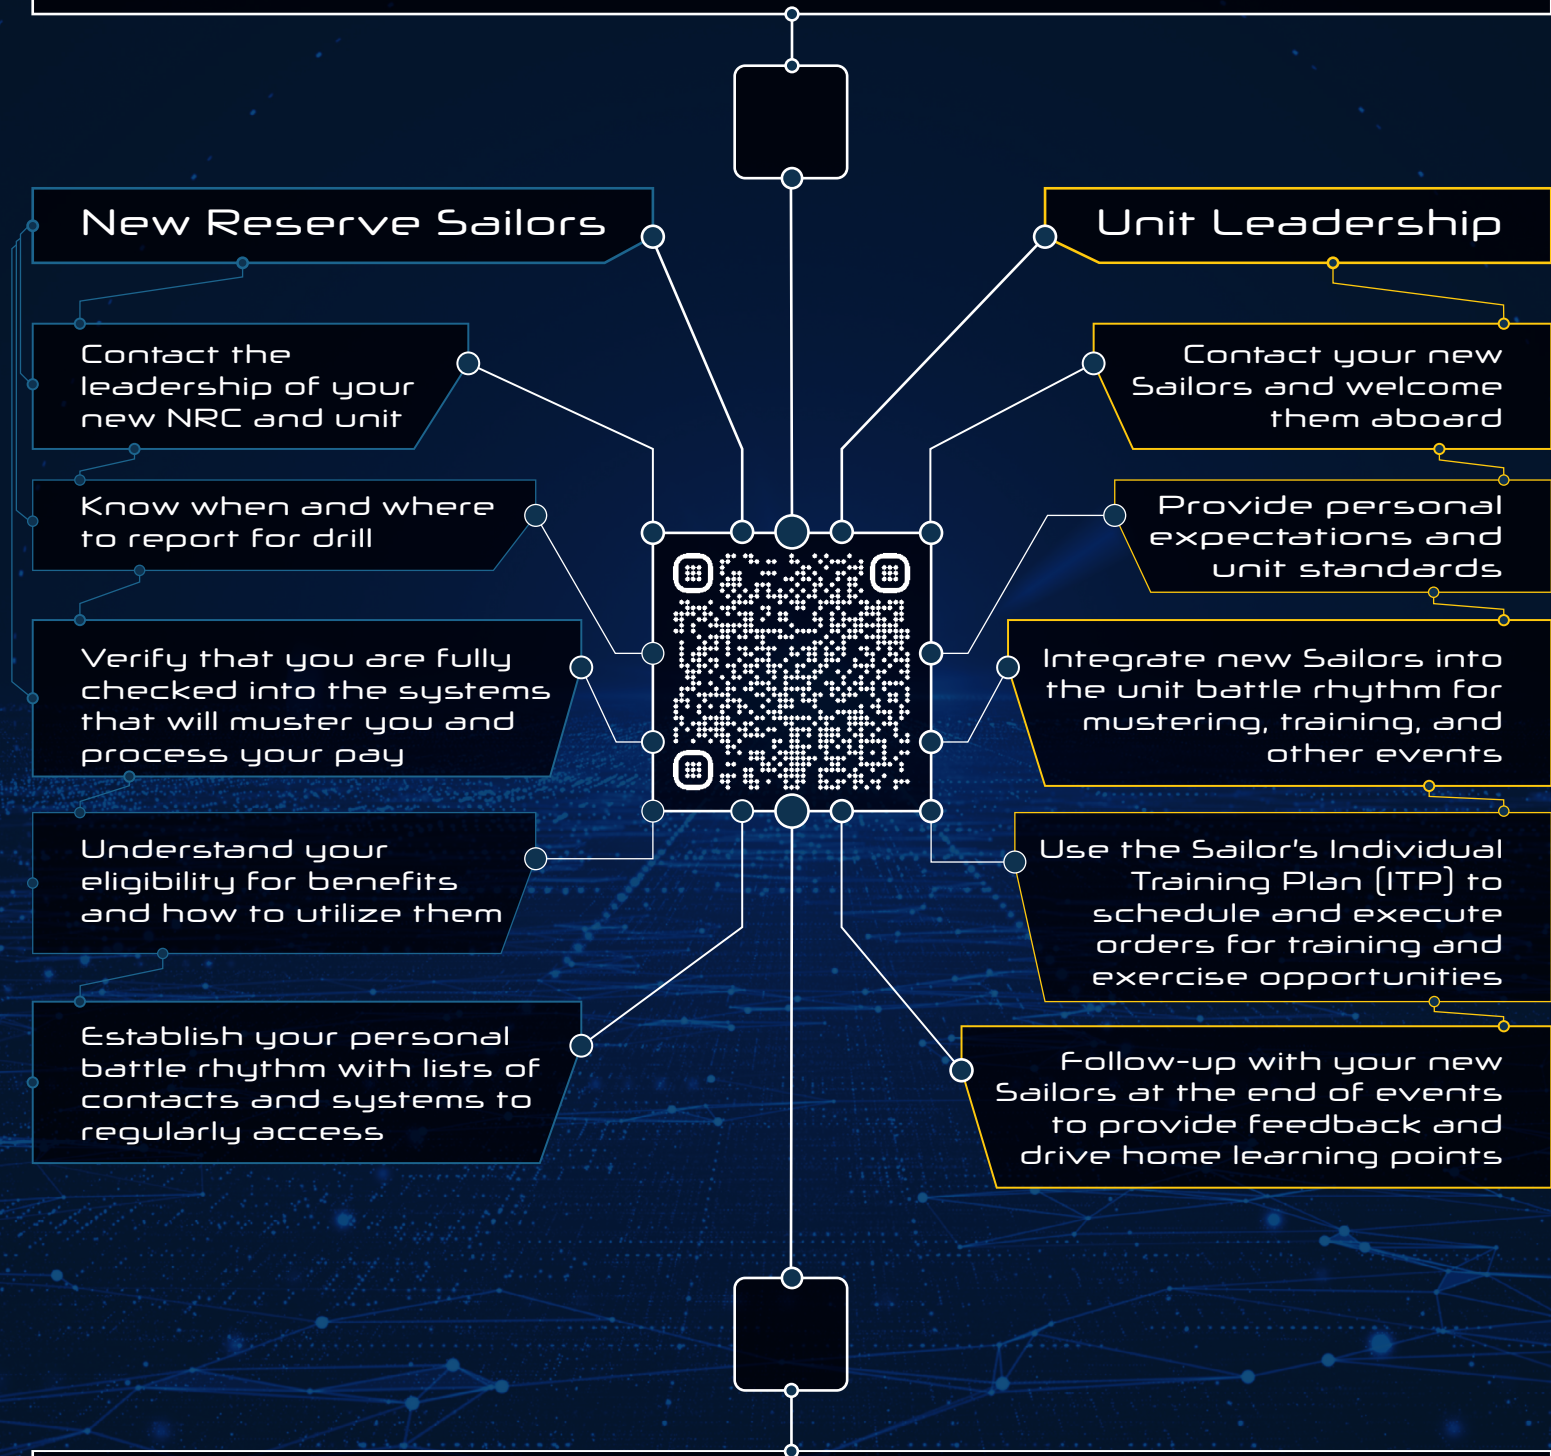 New Reserve Sailors
Contact the
leadership of your
new NRC and unit
Know when and where
to report for drill
Verify that you are fully
checked into the systems
that will muster you and
process your pay
Understand your
eligibility for benefits
and how to utilize them
Establish your personal
battle rhythm with lists of
contacts and systems to
regularly access
Unit Leadership
Contact your new
Sailors and welcome
them aboard
Provide personal
expectations and
unit standards
Integrate new Sailors into
the unit battle rhythm for
mustering, training, and
other events
Use the Sailor's Individual
Training Plan (ITP) to
schedule and execute
orders for training and
exercise opportunities
Follow-up with your new
Sailors at the end of events
to provide feedback and
drive home learning points